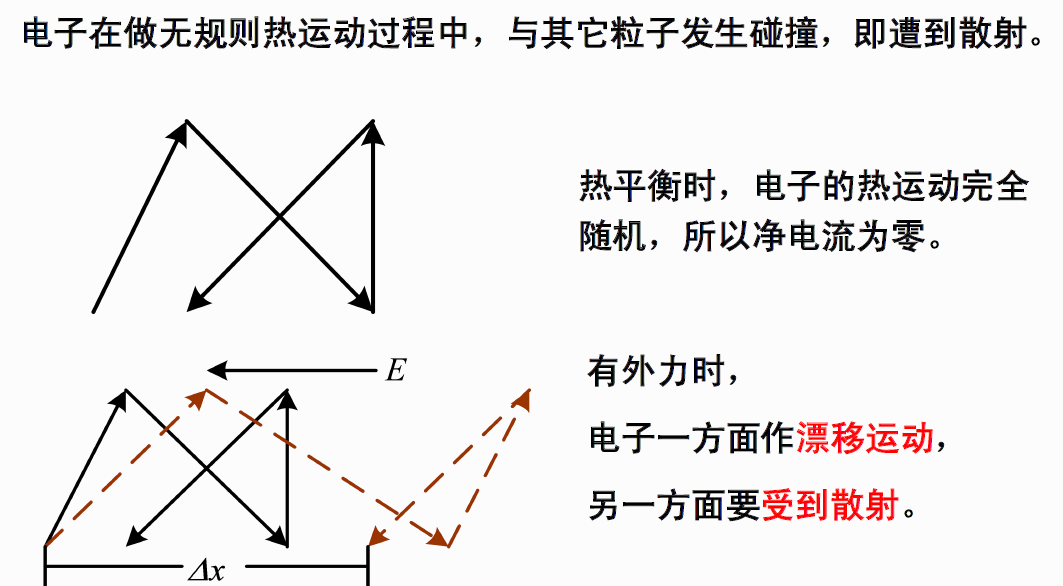 电子在做无规则热运动过程中，与其它粒子发生碰撞，即遭到散射。
热平衡时，电子的热运动完全
随机，所以净电流为零。
E
有外力时，
电子一方面作漂移运动，
另一方面要受到散射。
Δx